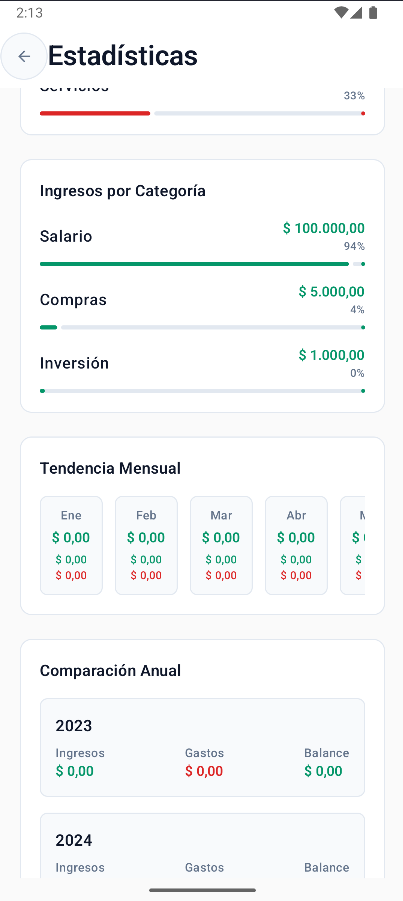 2:13
Estadísticas
Servicios
33%
Ingresos por Categoría
Salario
$ 100.000,00
94%
Compras
$ 5.000,00
4%
Inversión
$ 1.000,00
0%
Tendencia Mensual
Ene Feb Mar Abr
$ 0,00 $ 0,00 $ 0,00 $ 0,00
$ 0,00 $ 0,00 $ 0,00 $ 0,00
$ 0,00 $ 0,00 $ 0,00 $ 0,00
Comparación Anual
2023
Ingresos Gastos Balance
$ 0,00 $ 0,00 $ 0,00
2024
Ingresos Gastos Balance